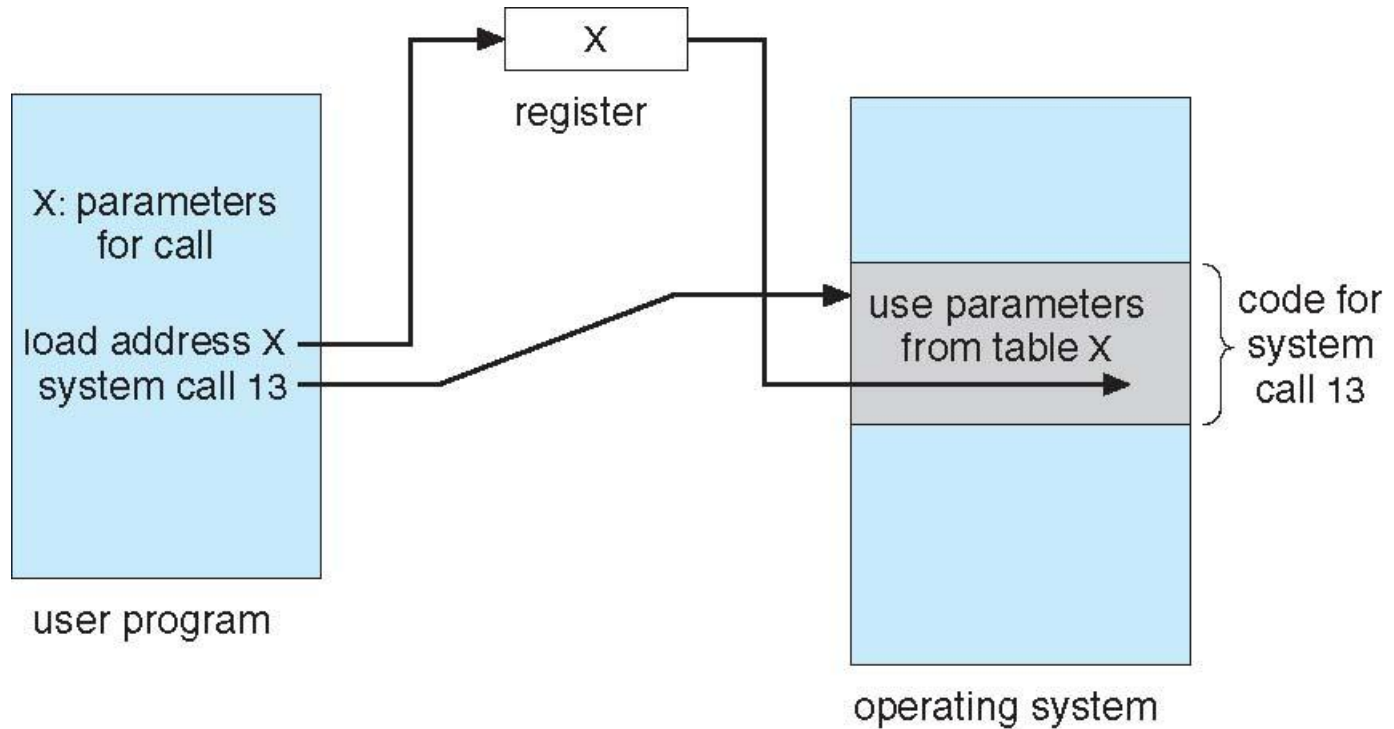 X
register
X: parameters
for call
load address X
system call 13
user program
use parameters
from table X
code for
system
call 13
operating system